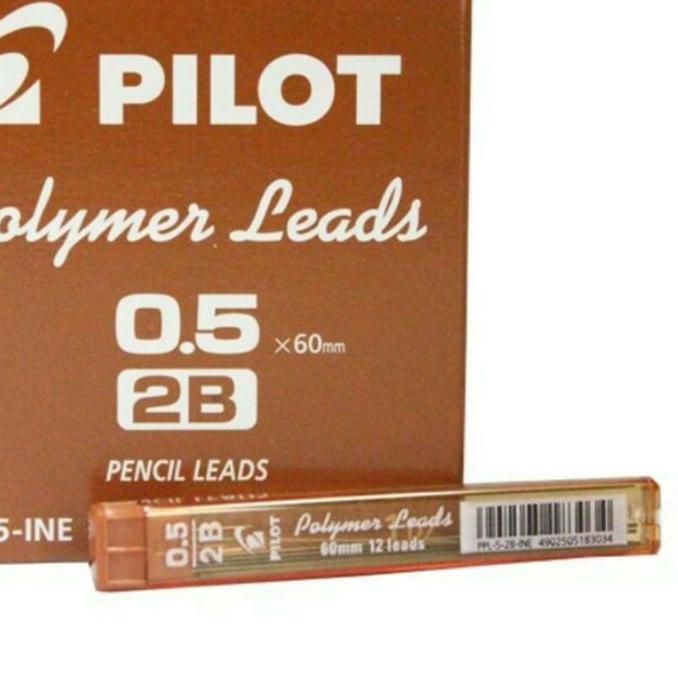 PILOT
olymer Leads
0.5 ×60mm
2B
PENCIL LEADS
5-INE
0.5
2B
PILOT
Polymer Leads
60mm 12 leads
PPL-5-2B-INE 4902505183034